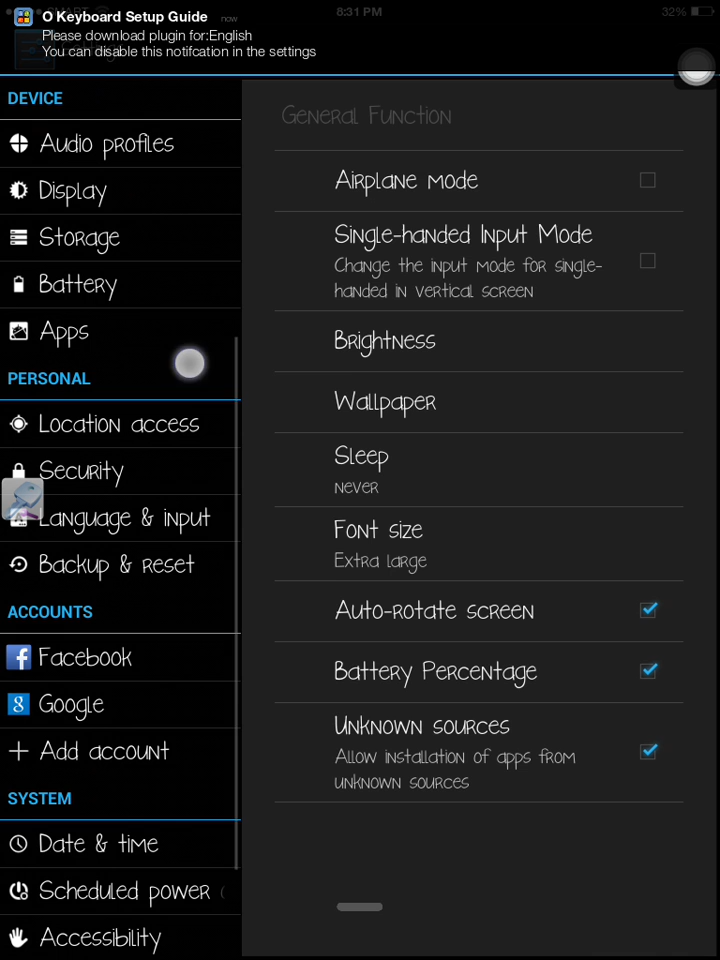 O Keyboard Setup Guide now
Please download plugin for:English
You can disable this notifcation in the settings
SMART
8:31 PM
32%
DEVICE
Audio profiles
Display
Storage
Battery
Apps
PERSONAL
Location access
Security
Language & input
Backup & reset
ACCOUNTS
Facebook
Google
Add account
SYSTEM
Date & time
Scheduled power
Accessibility
General Function
Airplane mode
Single-handed Input Mode
Change the input mode for single-
handed in vertical screen
Brightness
Wallpaper
Sleep
Never
Font size
Extra large
Auto-rotate screen
Battery Percentage
Unknown sources
Allow installation of apps from
unknown sources